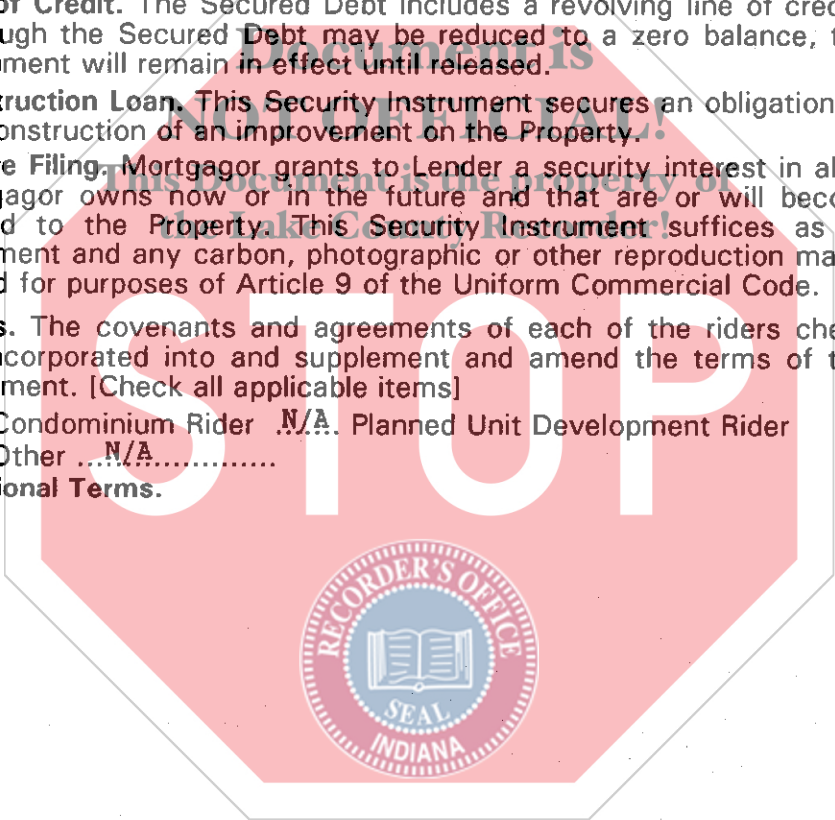 of Credit. The Secured Debt includes a revolving line of cred
ugh the Secured Debt may be reduced to a zero balance, t
Document is
ment will remain in effect until released.
ruction Loan. This Security Instrument secures an obligation
NOT OFFICIAL!
onstruction of an improvement on the Property.
e Filing. Mortgagor grants to Lender a security interest in al
This Document is the property of
gagor owns now or in the future and that are or will beco
d to the Property. This Security Instrument suffices as
the Lake County Recorder!
ment and any carbon, photographic or other reproduction ma
d for purposes of Article 9 of the Uniform Commercial Code.
s. The covenants and agreements of each of the riders che
ncorporated into and supplement and amend the terms of t
ment. [Check all applicable items]
Condominium Rider .N/A. Planned Unit Development Rider
Other ...N/A...............
ional Terms.
STOP
RECORDER'S OFFICE
SEAL
INDIANA